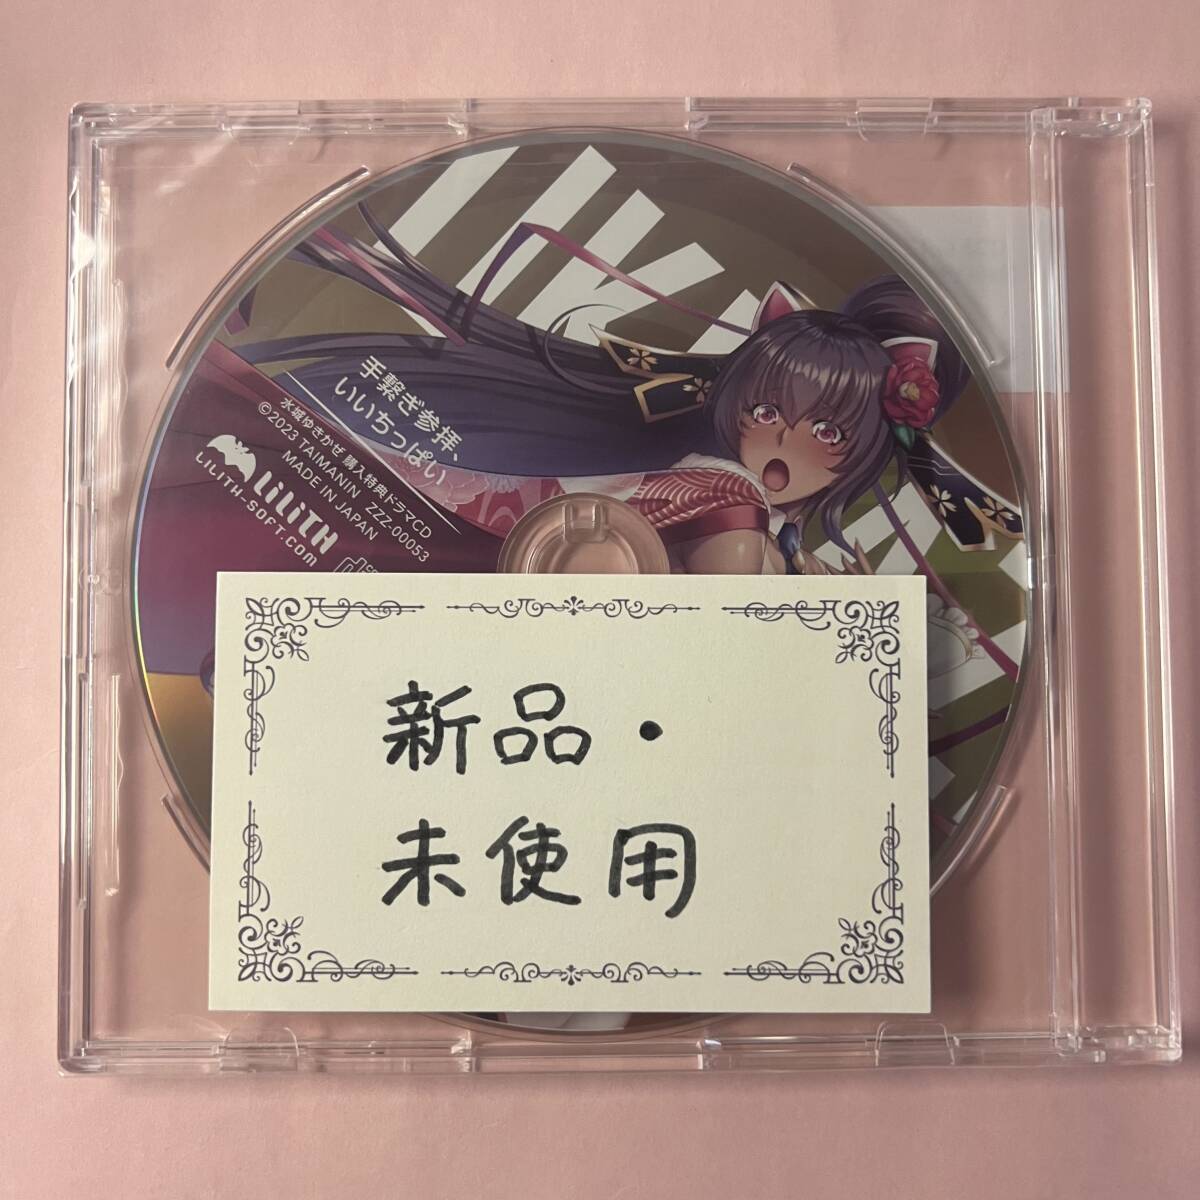 IKA
手繋ぎ参拝、
いいちっぱい
水城ゆきかぜ 購入特典ドラマCD
©2023 TAIMANIN ZZZ-00053
MADE IN JAPAN
LiLiTH
LILITH-SOFT.COM
新品・
未使用